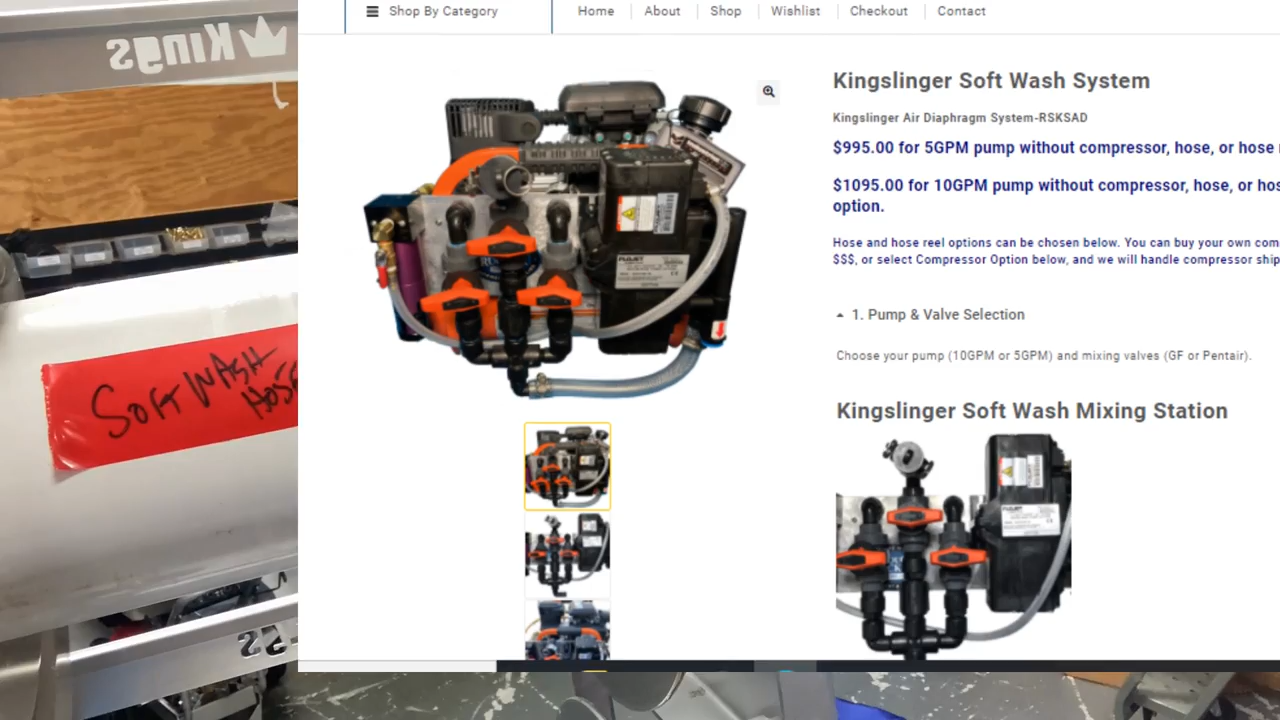 Kings
SOFT WASH
HOSE
Shop By Category
Home
About
Shop
Wishlist
Checkout
Contact
Kingslinger Soft Wash System
Kingslinger Air Diaphragm System-RSKSAD
$995.00 for 5GPM pump without compressor, hose, or hose
$1095.00 for 10GPM pump without compressor, hose, or hos
option.
Hose and hose reel options can be chosen below. You can buy your own com
$$$, or select Compressor Option below, and we will handle compressor ship
1. Pump & Valve Selection
Choose your pump (10GPM or 5GPM) and mixing valves (GF or Pentair).
Kingslinger Soft Wash Mixing Station
FLOJET
FLOJET